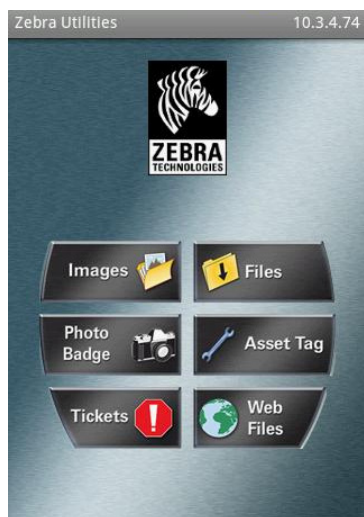 Zebra Utilities 10.3.4.74
ZEBRA
TECHNOLOGIES
Images Files
Photo
Badge
Asset Tag
Tickets
Web
Files